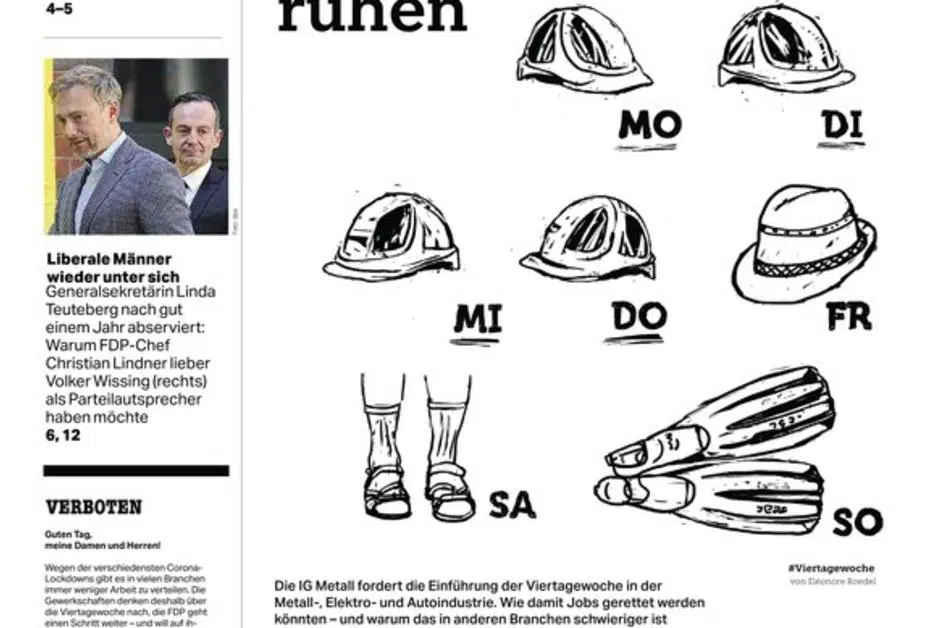 4–5
Liberale Männer
wieder unter sich
Generalsekretärin Linda
Teuteberg nach gut
einem Jahr abserviert:
Warum FDP-Chef
Christian Lindner lieber
Volker Wissing (rechts)
als Parteilautsprecher
haben möchte
6, 12
VERBOTEN
Guten Tag,
meine Damen und Herren!
Wegen der verschiedensten Corona-
Lockdowns gibt es in vielen Branchen
immer weniger Arbeit zu verteilen. Die
Gewerkschaften denken deshalb über
die Viertagewoche nach, die FDP geht
einen Schritt weiter – und will auf ih-
ruhen
MO
DI
MI
DO
FR
SA
SO
#Viertagewoche
von Eléonore Roedel
Die IG Metall fordert die Einführung der Viertagewoche in der
Metall-, Elektro- und Autoindustrie. Wie damit Jobs gerettet werden
könnten – und warum das in anderen Branchen schwieriger ist